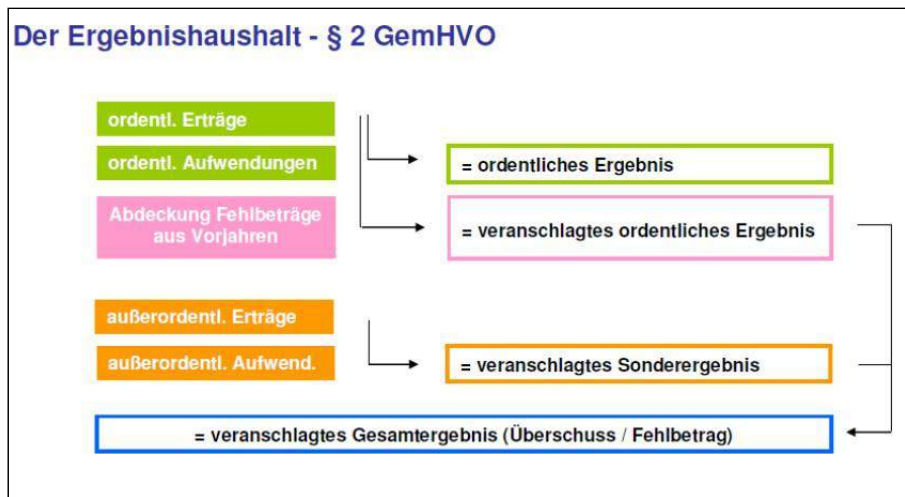 Der Ergebnishaushalt - § 2 GemHVO
ordentl. Erträge
ordentl. Aufwendungen
= ordentliches Ergebnis
Abdeckung Fehlbeträge
aus Vorjahren
= veranschlagtes ordentliches Ergebnis
außerordentl. Erträge
außerordentl. Aufwend.
= veranschlagtes Sonderergebnis
= veranschlagtes Gesamtergebnis (Überschuss / Fehlbetrag)